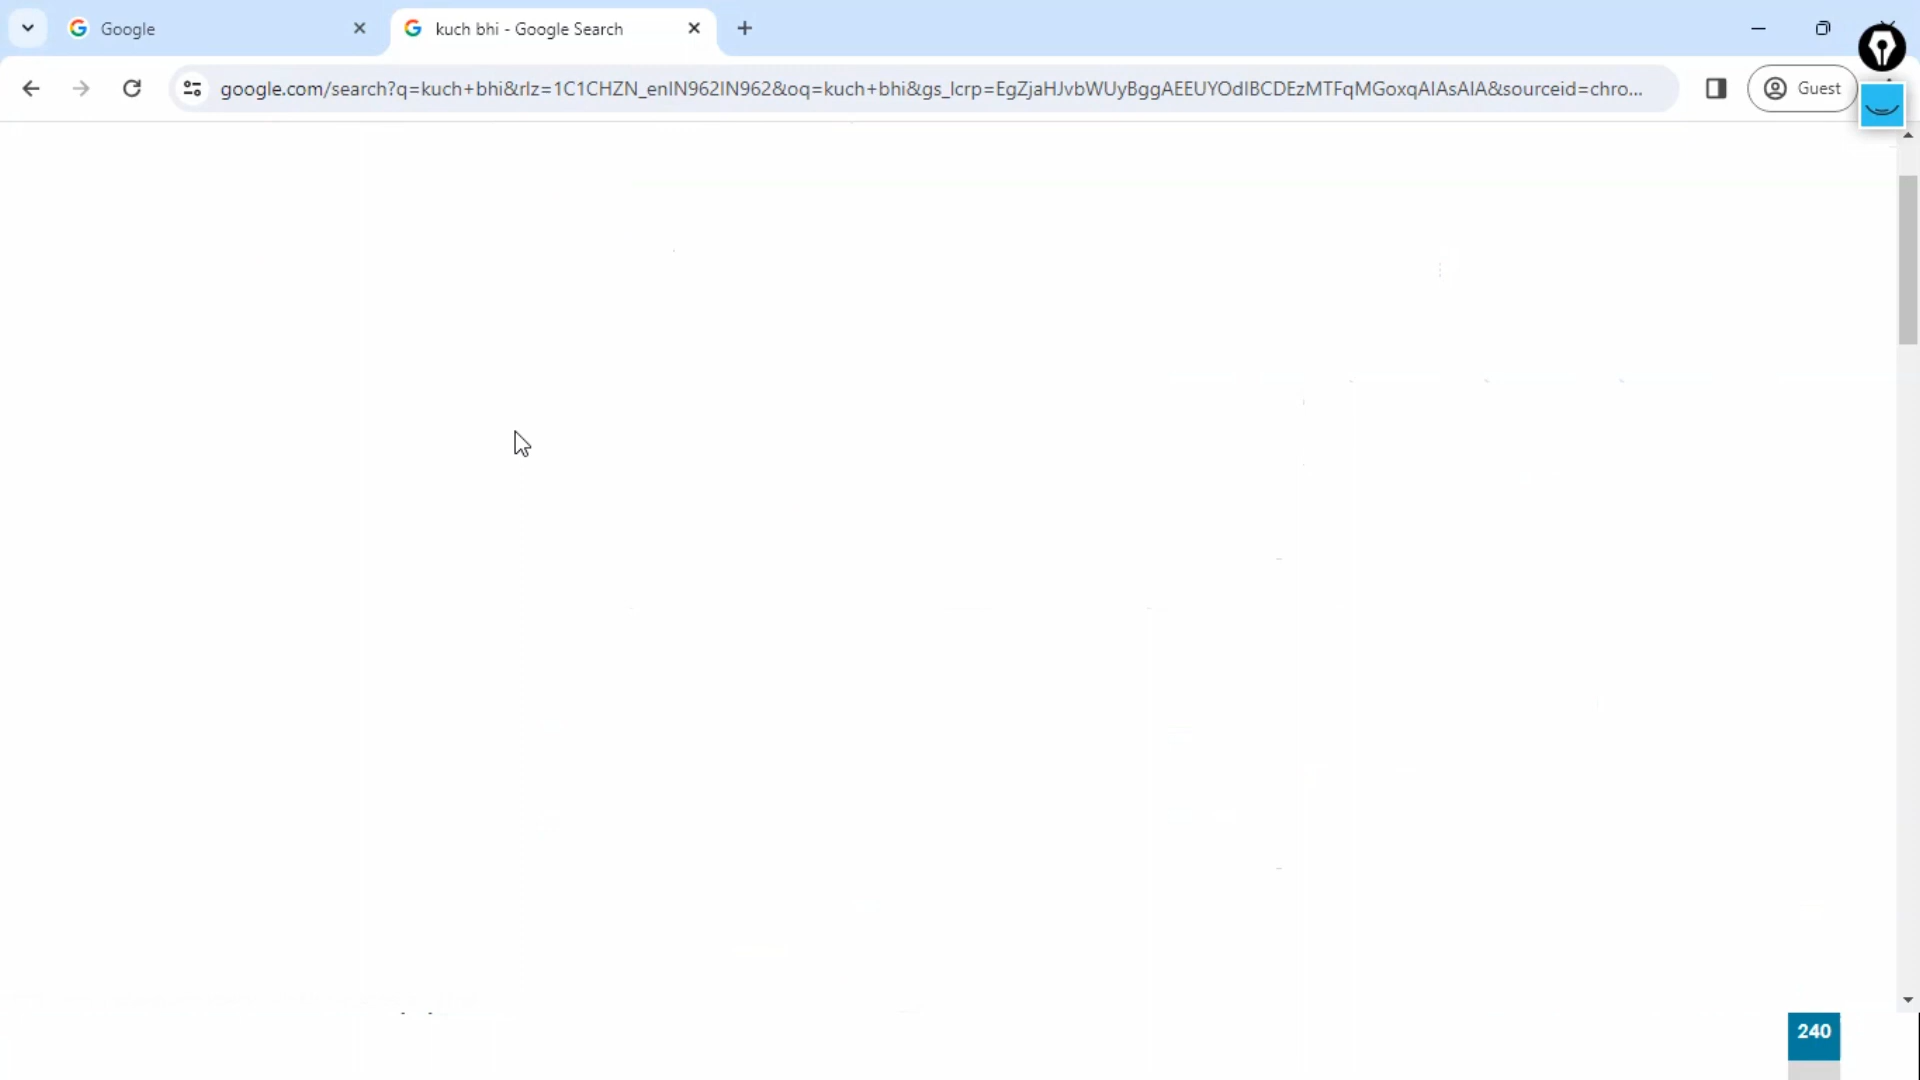 Google
kuch bhi - Google Search
google.com/search?q=kuch+bhi&rlz=1C1CHZN_enIN962IN962&oq=kuch+bhi&gs_lcrp=EgZjaHJvbWUyBggAEEUYOdIBCDEzMTFqMGoxqAIAsAIA&sourceid=chro...
Guest
240